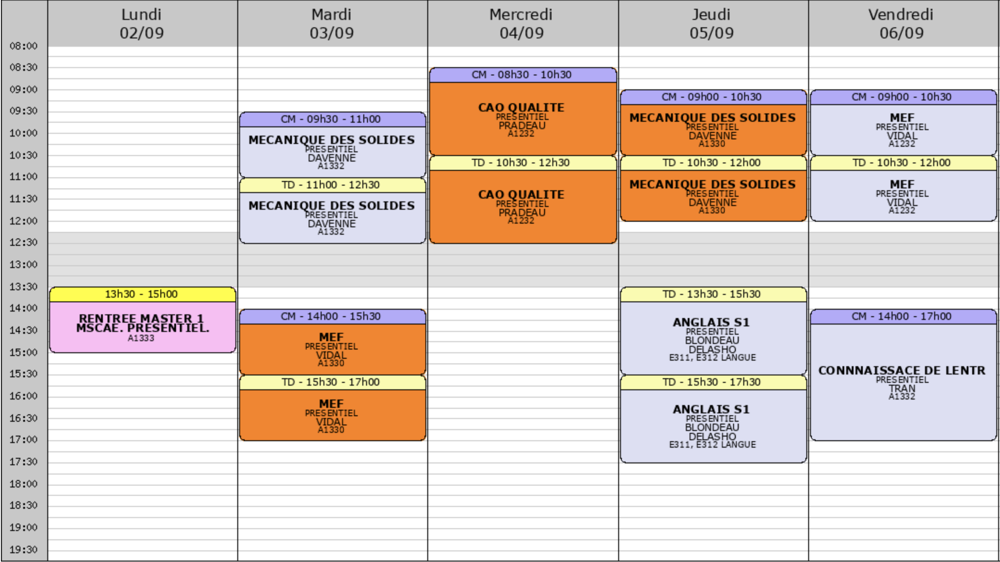 Lundi
02/09
Mardi
03/09
Mercredi
04/09
Jeudi
05/09
Vendredi
06/09
08:00
08:30
09:00
09:30
10:00
10:30
11:00
11:30
12:00
12:30
13:00
13:30
14:00
14:30
15:00
15:30
16:00
16:30
17:00
17:30
18:00
18:30
19:00
19:30
13h30 - 15h00
RENTREE MASTER 1
MSCAE. PRESENTIEL.
A1333
CM - 09h30 - 11h00
MECANIQUE DES SOLIDES
PRESENTIEL
DAVENNE
A1332
TD - 11h00 - 12h30
MECANIQUE DES SOLIDES
PRESENTIEL
DAVENNE
A1332
CM - 14h00 - 15h30
MEF
PRESENTIEL
VIDAL
A1330
TD - 15h30 - 17h00
MEF
PRESENTIEL
VIDAL
A1330
CM - 08h30 - 10h30
CAO QUALITE
PRESENTIEL
PRADEAU
A1232
TD - 10h30 - 12h30
CAO QUALITE
PRESENTIEL
PRADEAU
A1232
CM - 09h00 - 10h30
MECANIQUE DES SOLIDES
PRESENTIEL
DAVENNE
A1330
TD - 10h30 - 12h00
MECANIQUE DES SOLIDES
PRESENTIEL
DAVENNE
A1330
TD - 13h30 - 15h30
ANGLAIS S1
PRESENTIEL
BLONDEAU
DELASHO
E311, E312 LANGUE
TD - 15h30 - 17h30
ANGLAIS S1
PRESENTIEL
BLONDEAU
DELASHO
E311, E312 LANGUE
CM - 09h00 - 10h30
MEF
PRESENTIEL
VIDAL
A1232
TD - 10h30 - 12h00
MEF
PRESENTIEL
VIDAL
A1232
CM - 14h00 - 17h00
CONNNAISSACE DE LENTR
PRESENTIEL
TRAN
A1332